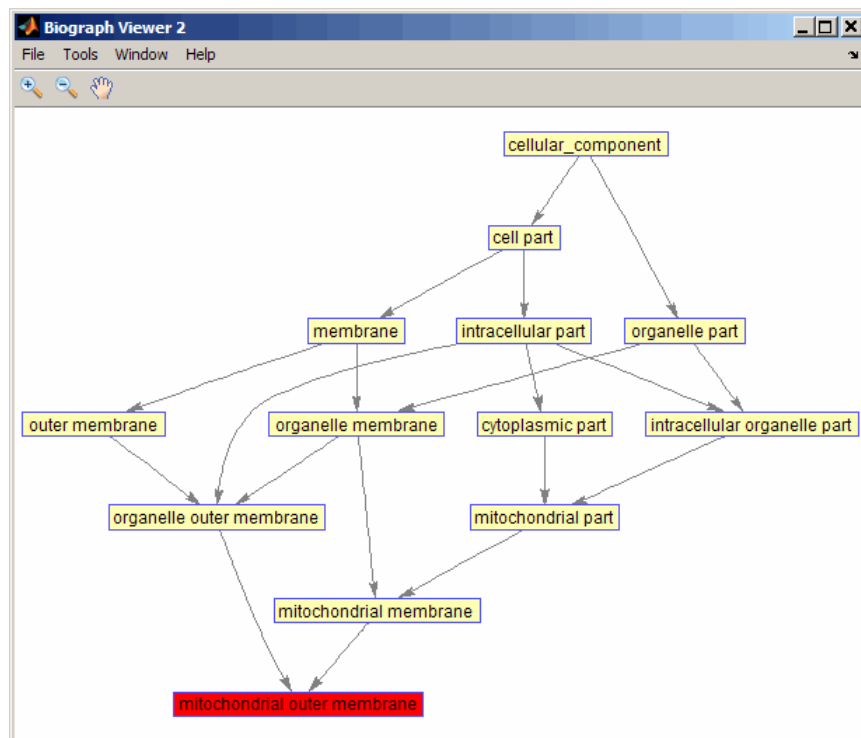 Biograph Viewer 2
File Tools Window Help
cellular_component
cell part
membrane intracellular part organelle part
outer membrane organelle membrane cytoplasmic part intracellular organelle part
organelle outer membrane mitochondrial part
mitochondrial membrane
mitochondrial outer membrane